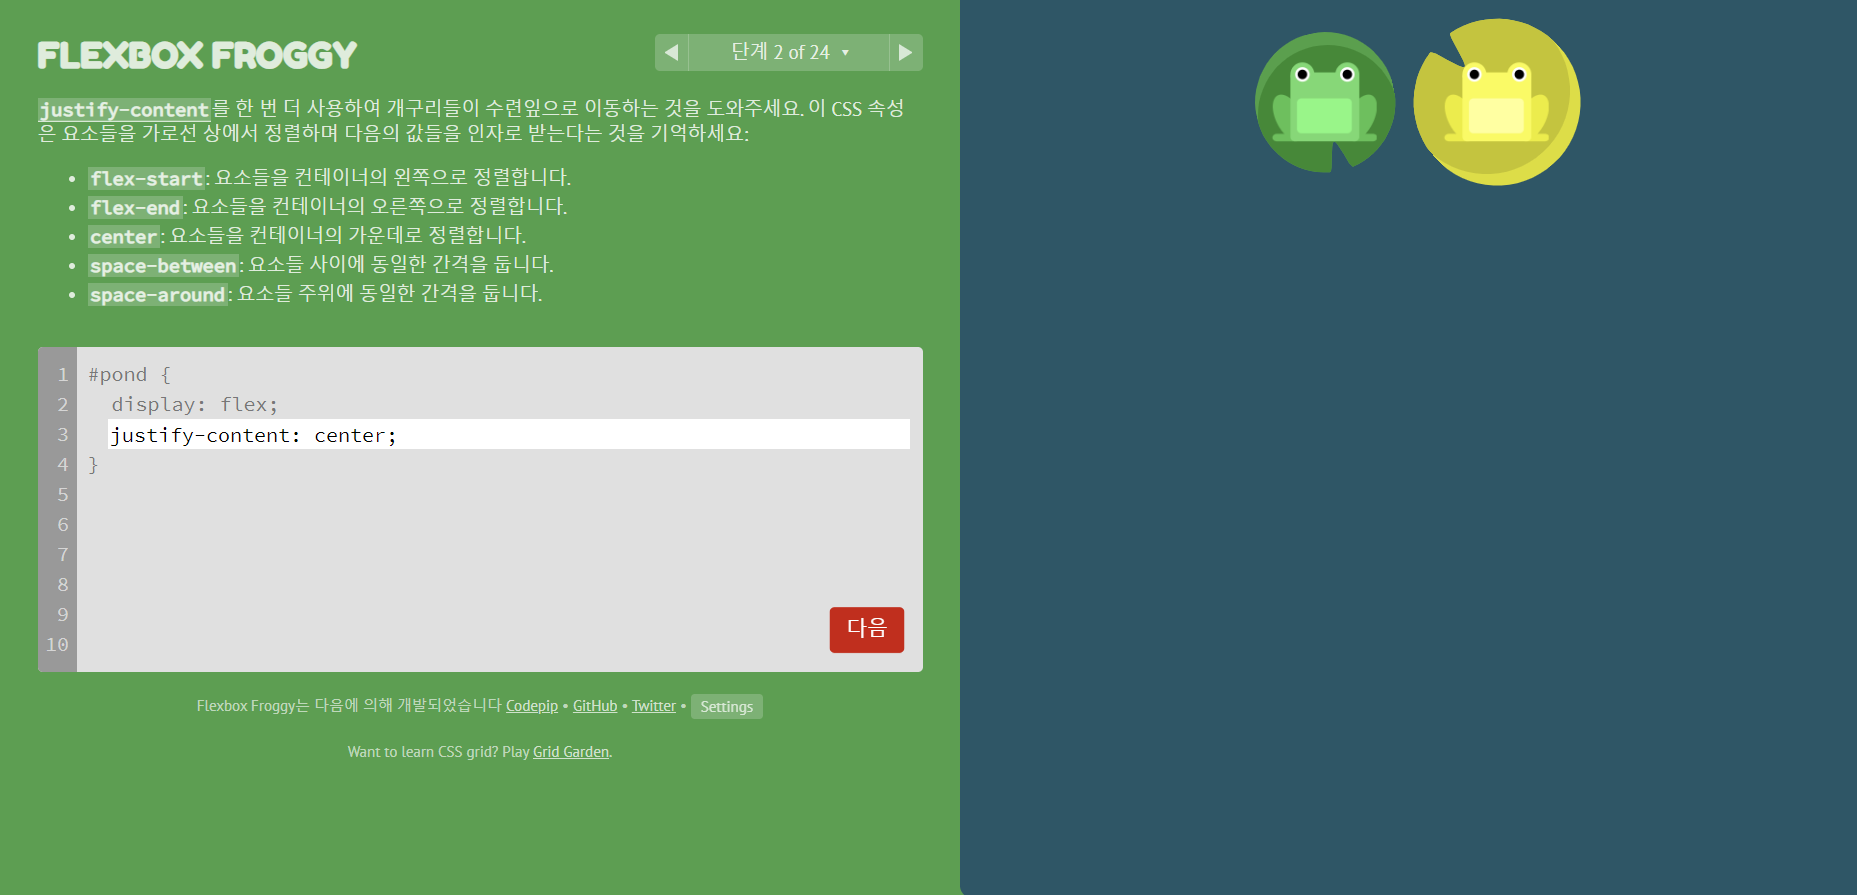 FLEXBOX FROGGY
단계 2 of 24
justify-content를 한 번 더 사용하여 개구리들이 수련잎으로 이동하는 것을 도와주세요. 이 CSS 속성
은 요소들을 가로선 상에서 정렬하며 다음의 값들을 인자로 받는다는 것을 기억하세요:
• flex-start: 요소들을 컨테이너의 왼쪽으로 정렬합니다.
• flex-end: 요소들을 컨테이너의 오른쪽으로 정렬합니다.
• center: 요소들을 컨테이너의 가운데로 정렬합니다.
• space-between: 요소들 사이에 동일한 간격을 둡니다.
• space-around: 요소들 주위에 동일한 간격을 둡니다.
1 #pond {
2 display: flex;
3 justify-content: center;
4 }
5
6
7
8
9
10
다음
Flexbox Froggy는 다음에 의해 개발되었습니다 Codepip • GitHub • Twitter • Settings
Want to learn CSS grid? Play Grid Garden.